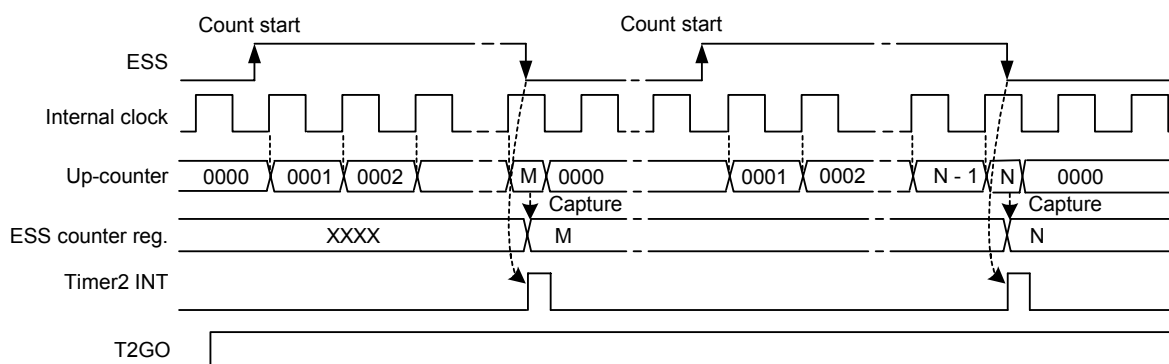 Count start Count start
ESS
Internal clock
Up-counter 0000 0001 0002 M 0000 0001 0002 N - 1 N 0000
Capture Capture
ESS counter reg. XXXX M N
Timer2 INT
T2GO